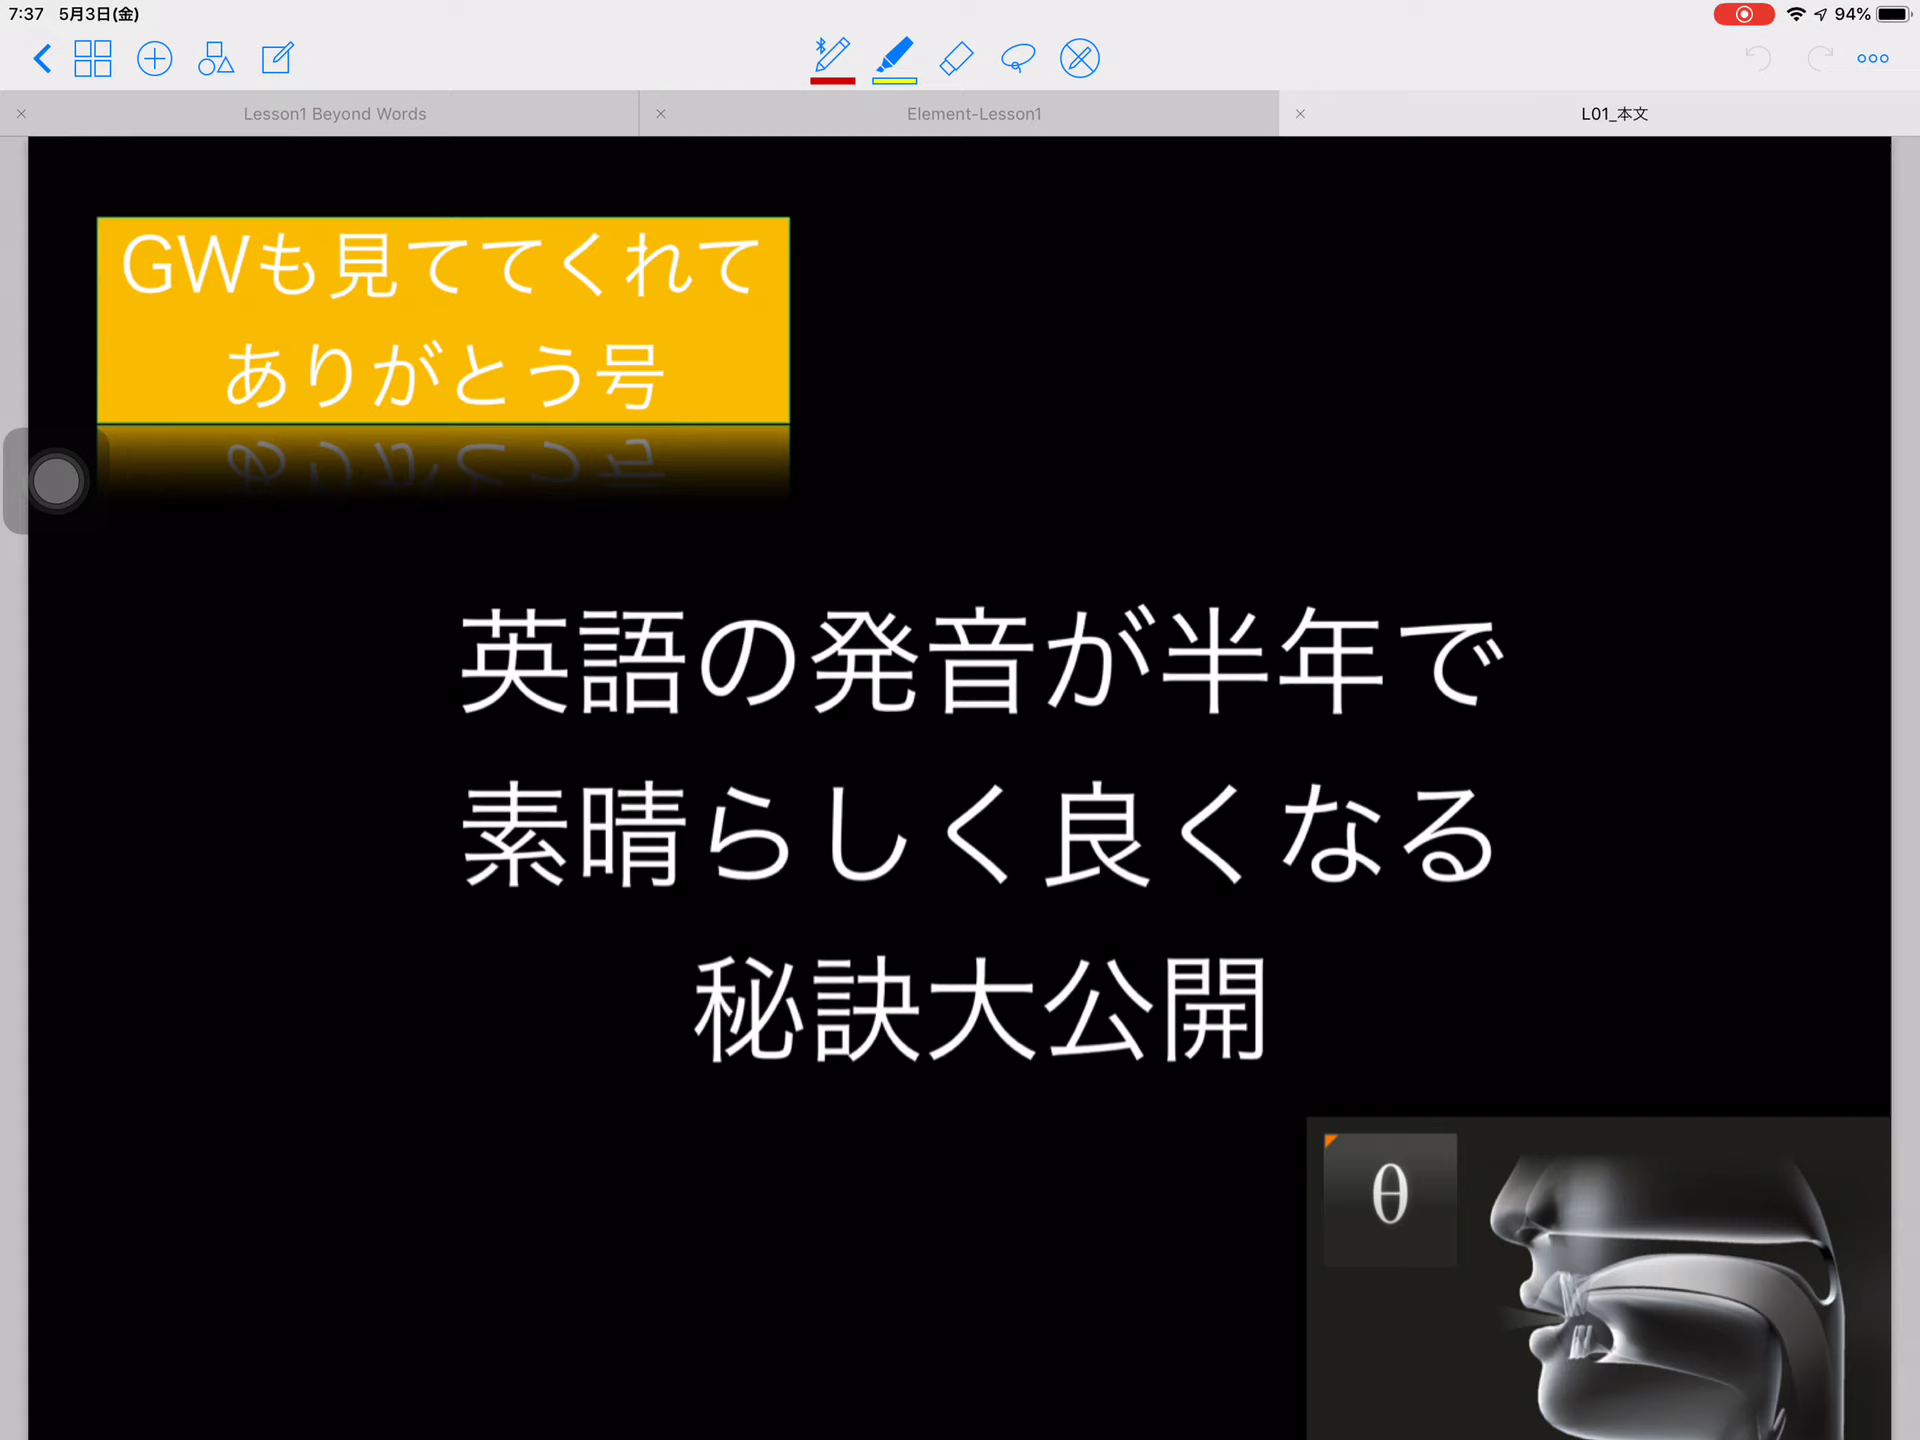 7:37 5月3日(金)
94%
Lesson1 Beyond Words
Element-Lesson1
L01_本文
GWも見ててくれて
ありがとう号
英語の発音が半年で
素晴らしく良くなる
秘訣大公開
θ